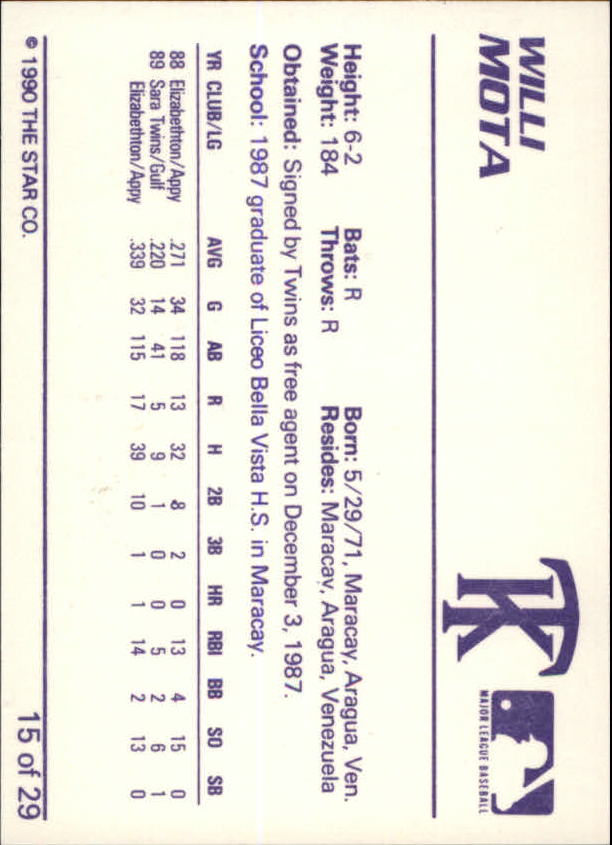 WILLI
MOTA
TK
MAJOR LEAGUE BASEBALL
Height: 6-2 Bats: R Born: 5/29/71, Maracay, Aragua, Ven.
Weight: 184 Throws: R Resides: Maracay, Aragua, Venezuela
Obtained: Signed by Twins as free agent on December 3, 1987.
School: 1987 graduate of Liceo Bella Vista H.S. in Maracay.
YR CLUB/LG AVG G AB R H 2B 3B HR RBI BB SO SB
88 Elizabethton/Appy .271 34 118 13 32 8 2 0 13 4 15 0
89 Sara Twins/Gulf .220 14 41 5 9 1 0 0 5 2 6 1
Elizabethton/Appy .339 32 115 17 39 10 1 1 14 2 13 0
© 1990 THE STAR CO. 15 of 29